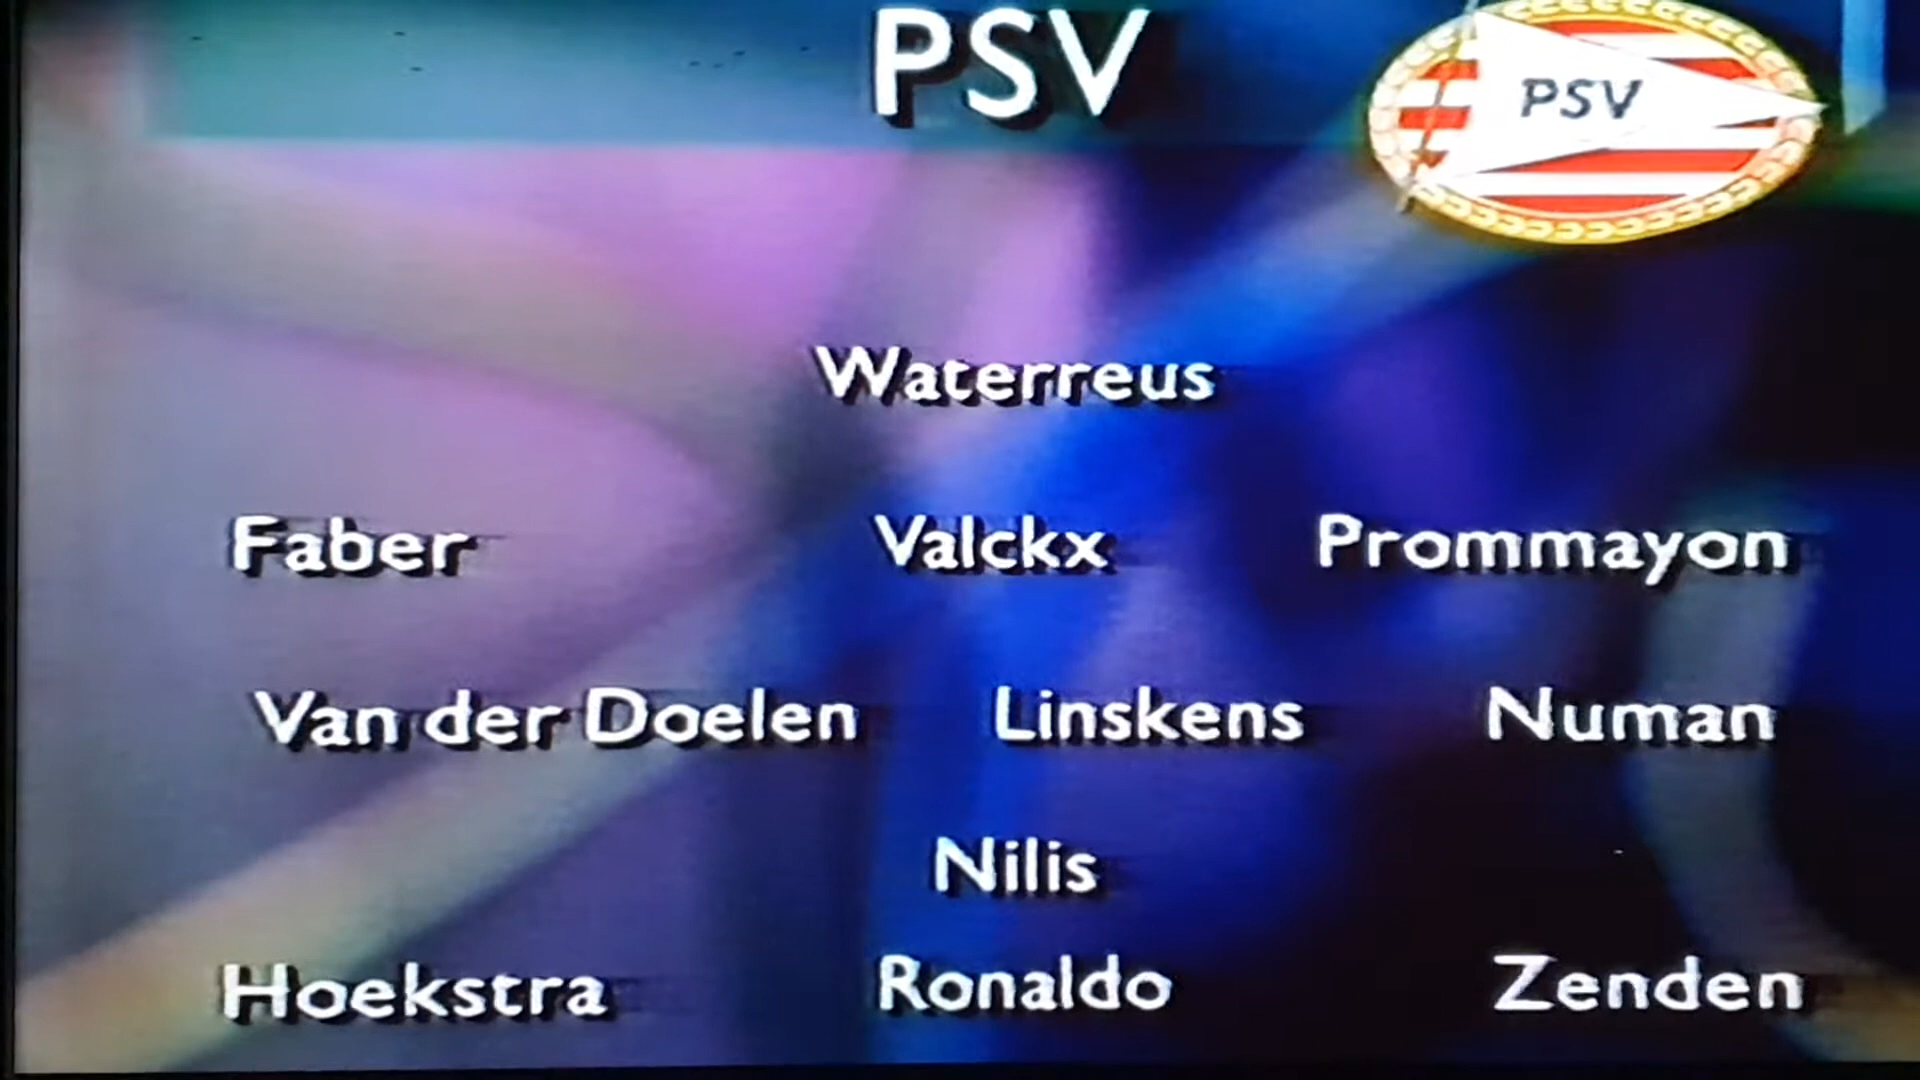 PSV
PSV
Waterreus
Faber Valckx Prommayon
Van der Doelen Linskens Numan
Nilis
Hoekstra Ronaldo Zenden